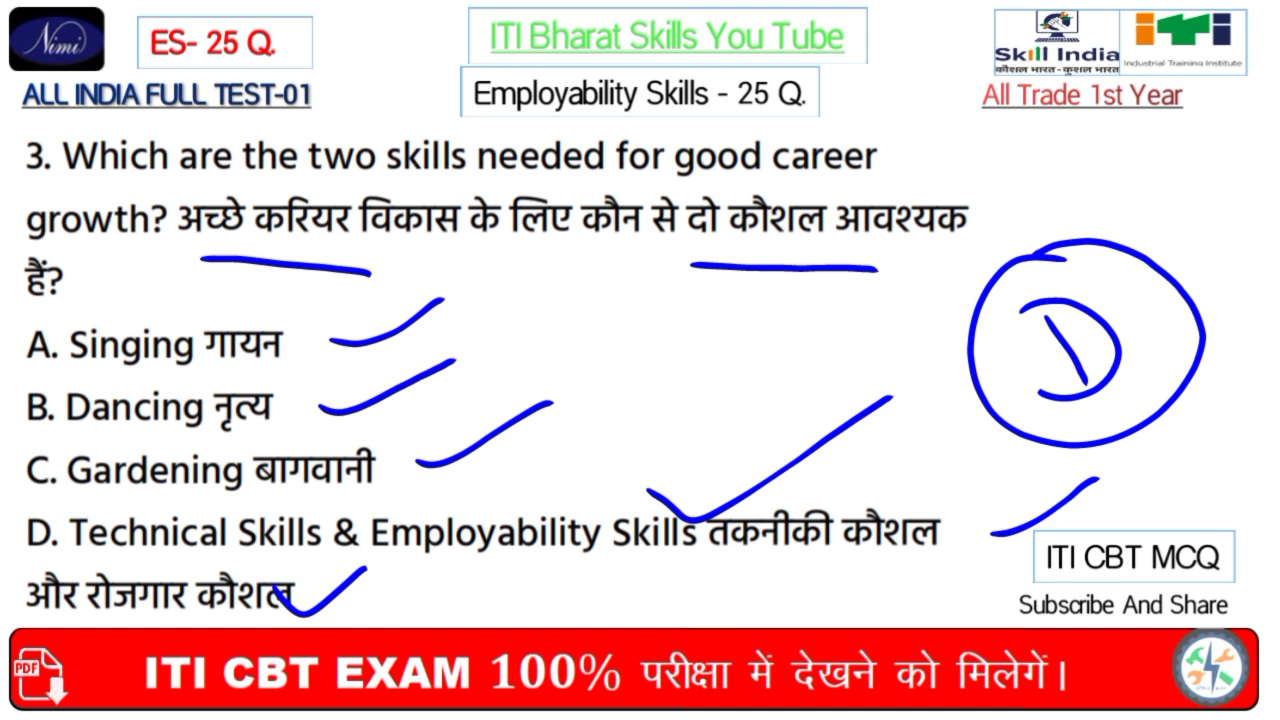 Nimi
ES- 25 Q.
ITI Bharat Skills You Tube
Skill India
कौशल भारत - कुशल भारत
iTi
Industrial Training Institute
ALL INDIA FULL TEST-01
Employability Skills - 25 Q.
All Trade 1st Year
3. Which are the two skills needed for good career
growth? अच्छे करियर विकास के लिए कौन से दो कौशल आवश्यक
हैं?
A. Singing गायन
B. Dancing नृत्य
C. Gardening बागवानी
D. Technical Skills & Employability Skills तकनीकी कौशल
और रोजगार कौशल
D
ITI CBT MCQ
Subscribe And Share
PDF
ITI CBT EXAM 100% परीक्षा में देखने को मिलेगें।